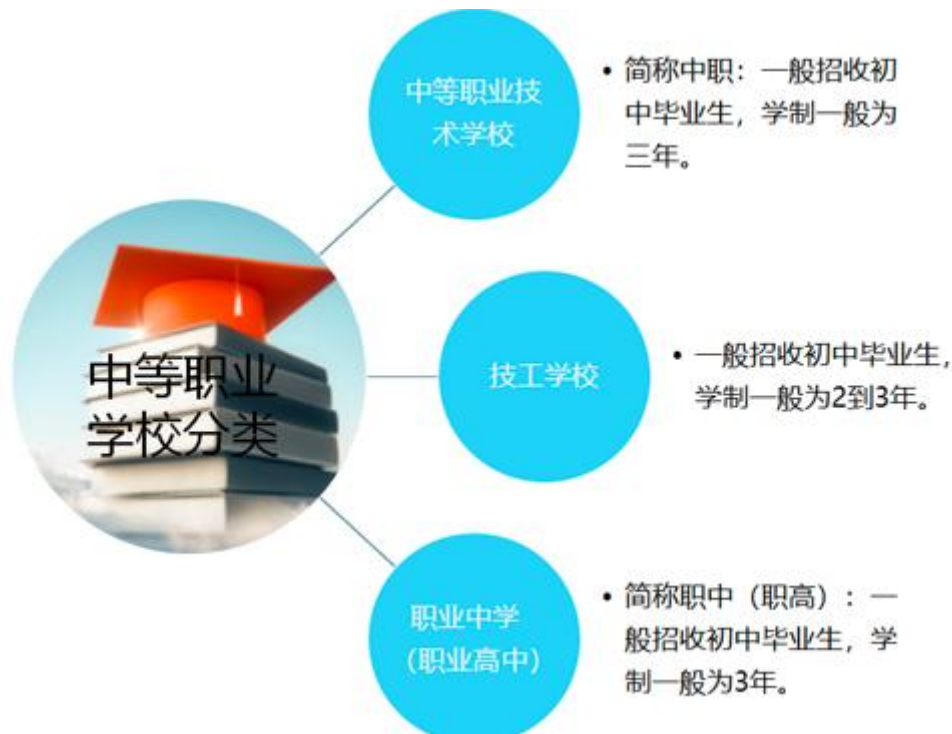 中等职业
学校分类
中等职业技
术学校
• 简称中职：一般招收初
中毕业生，学制一般为
三年。
技工学校
• 一般招收初中毕业生，
学制一般为2到3年。
职业中学
（职业高中）
• 简称职中（职高）：一
般招收初中毕业生，学
制一般为3年。